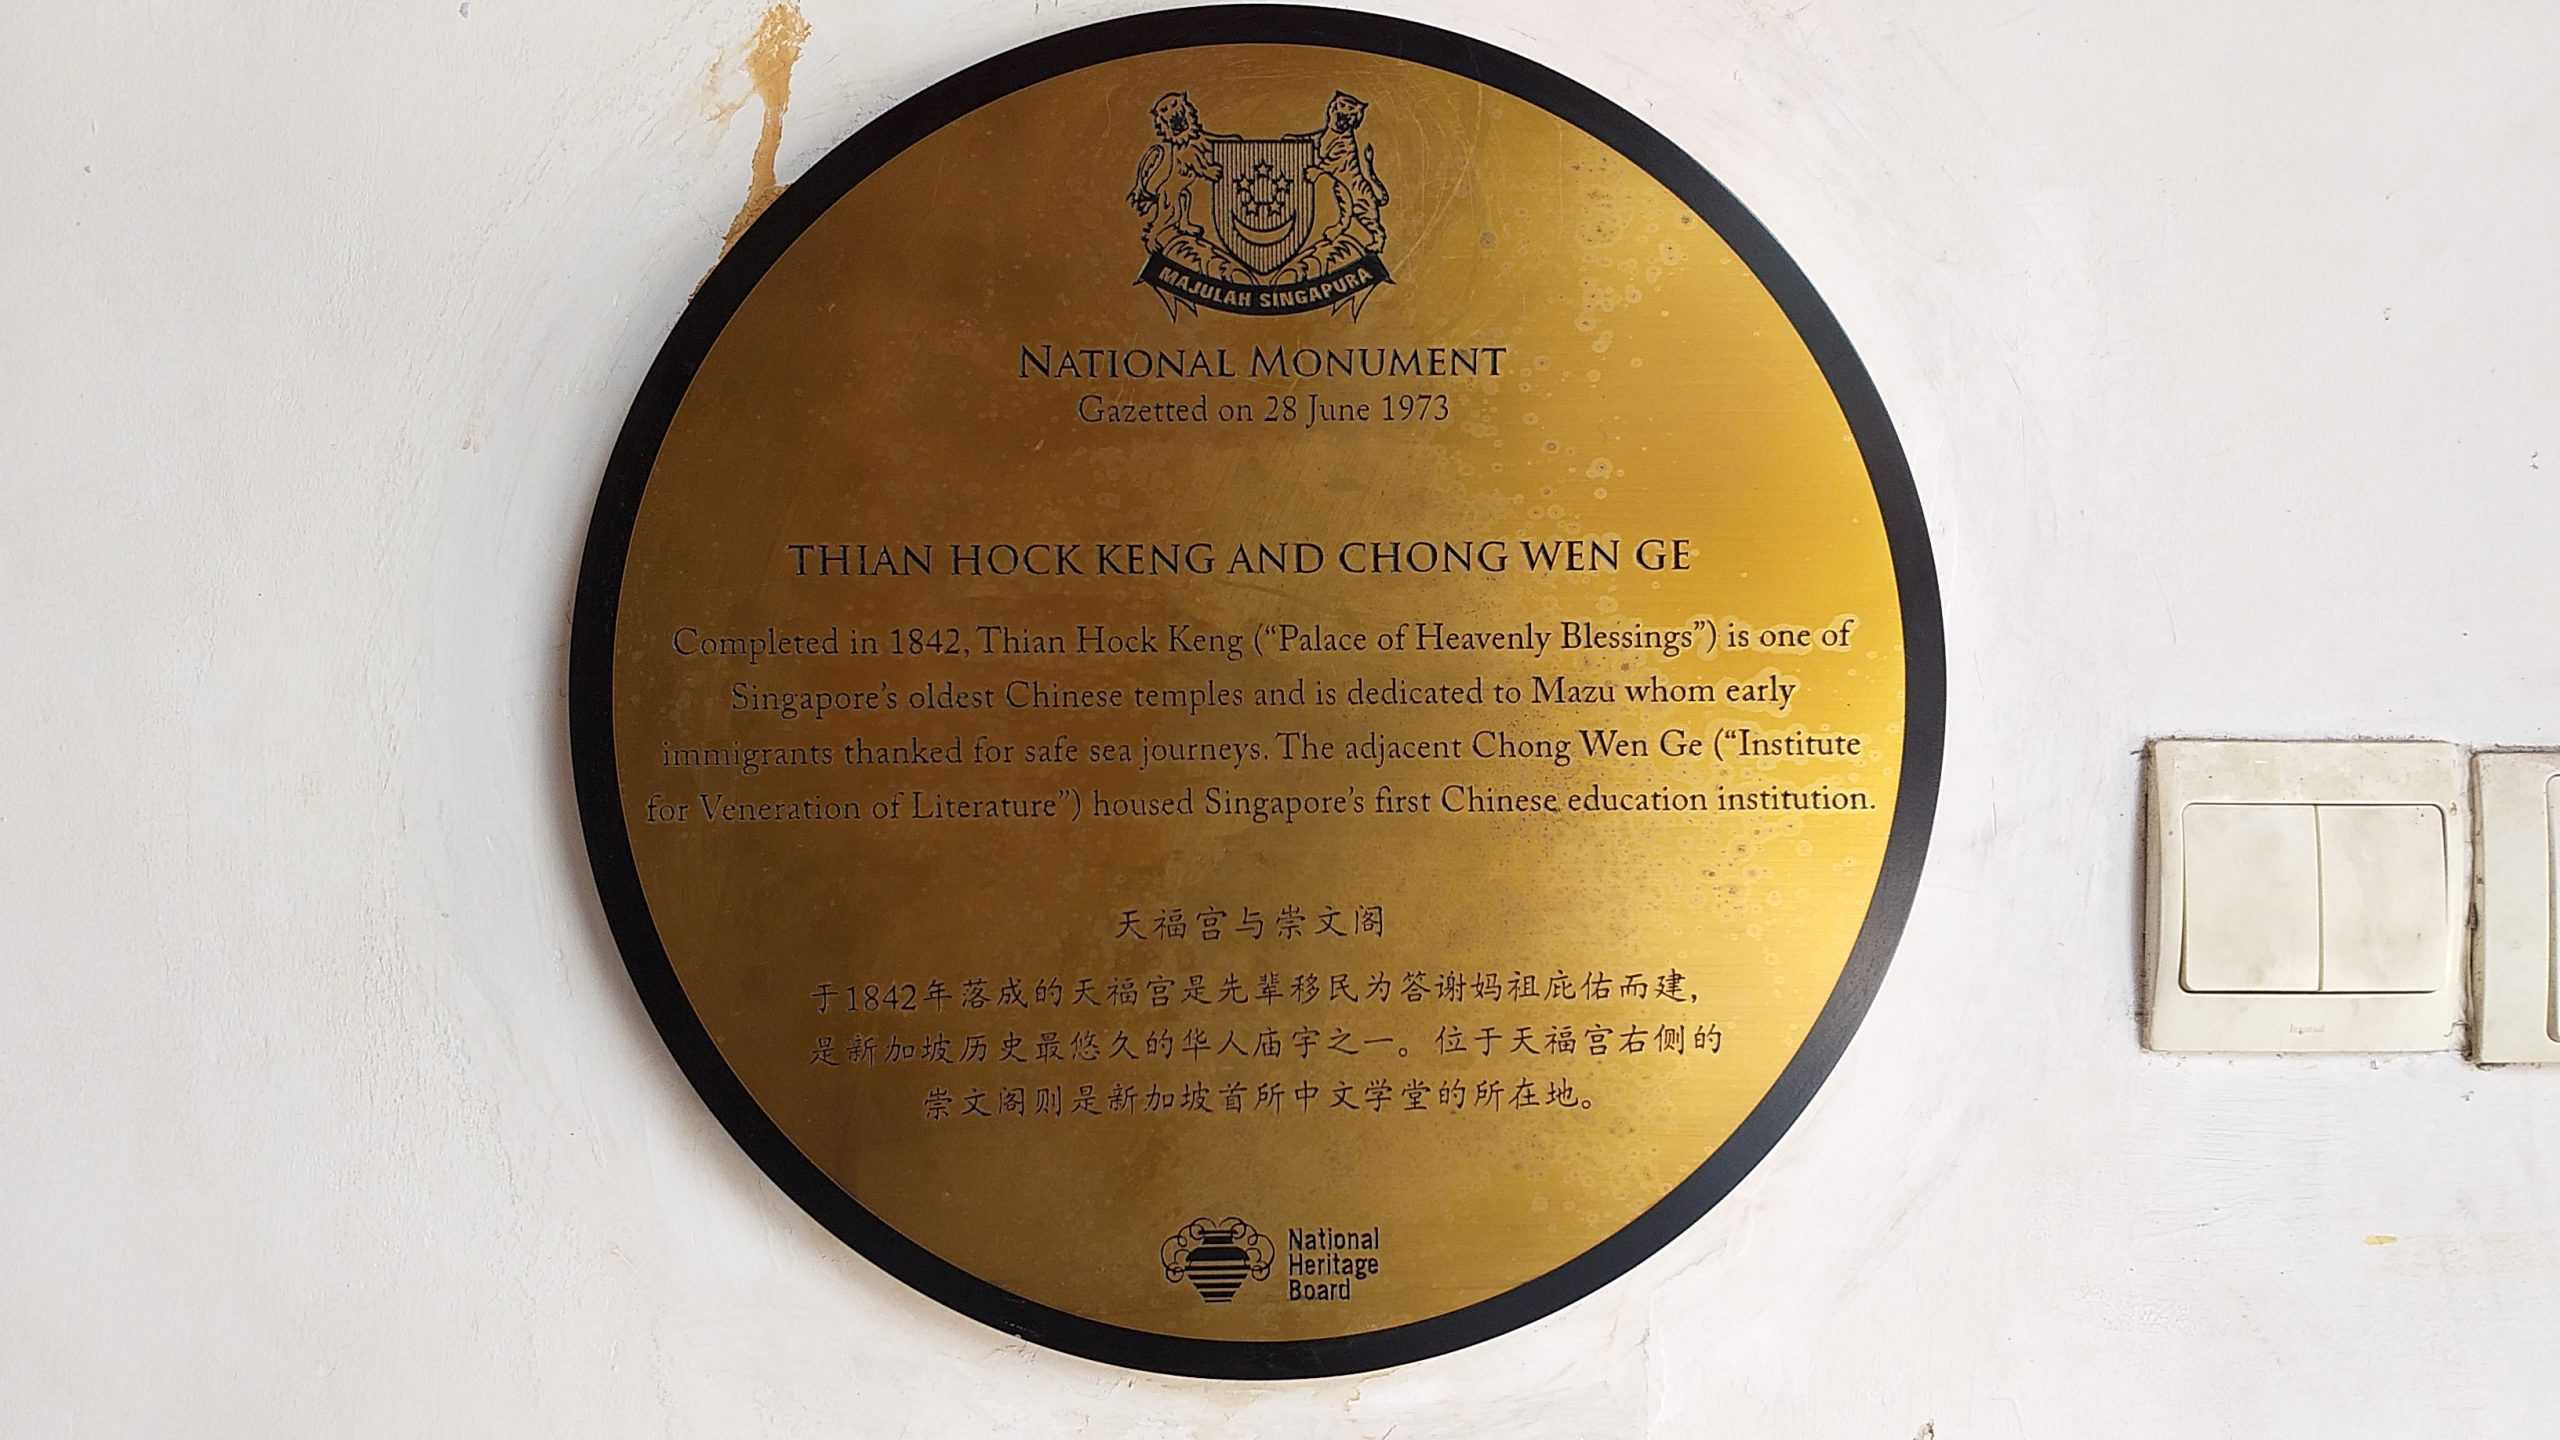 MAJULAH SINGAPURA
NATIONAL MONUMENT
Gazetted on 28 June 1973
THIAN HOCK KENG AND CHONG WEN GE
Completed in 1842, Thian Hock Keng (“Palace of Heavenly Blessings”) is one of
Singapore’s oldest Chinese temples and is dedicated to Mazu whom early
immigrants thanked for safe sea journeys. The adjacent Chong Wen Ge (“Institute
for Veneration of Literature”) housed Singapore’s first Chinese education institution.
天福宫与崇文阁
于1842年落成的天福宫是先辈移民为答谢妈祖庇佑而建，
是新加坡历史最悠久的华人庙宇之一。位于天福宫右侧的
崇文阁则是新加坡首所中文学堂的所在地。
National
Heritage
Board